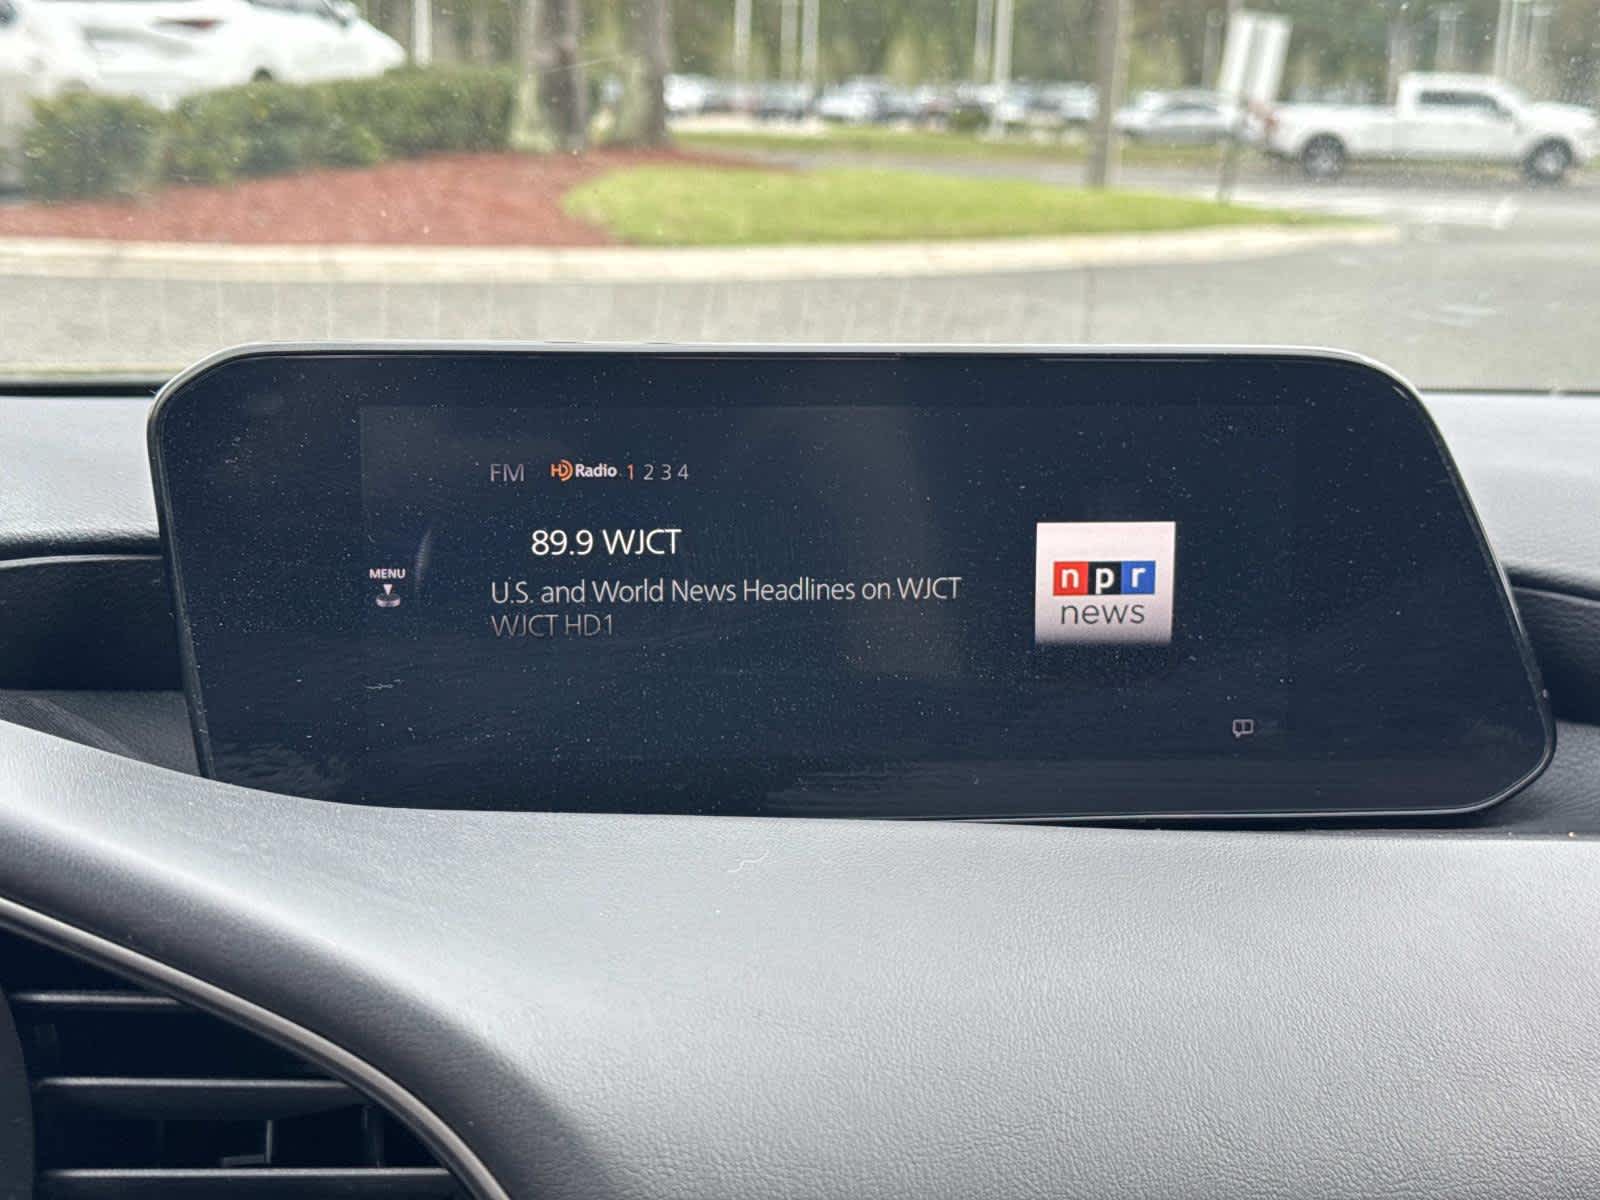 FM HD Radio 1 2 3 4
89.9 WJCT
MENU
U.S. and World News Headlines on WJCT
WJCT HD1
npr
news